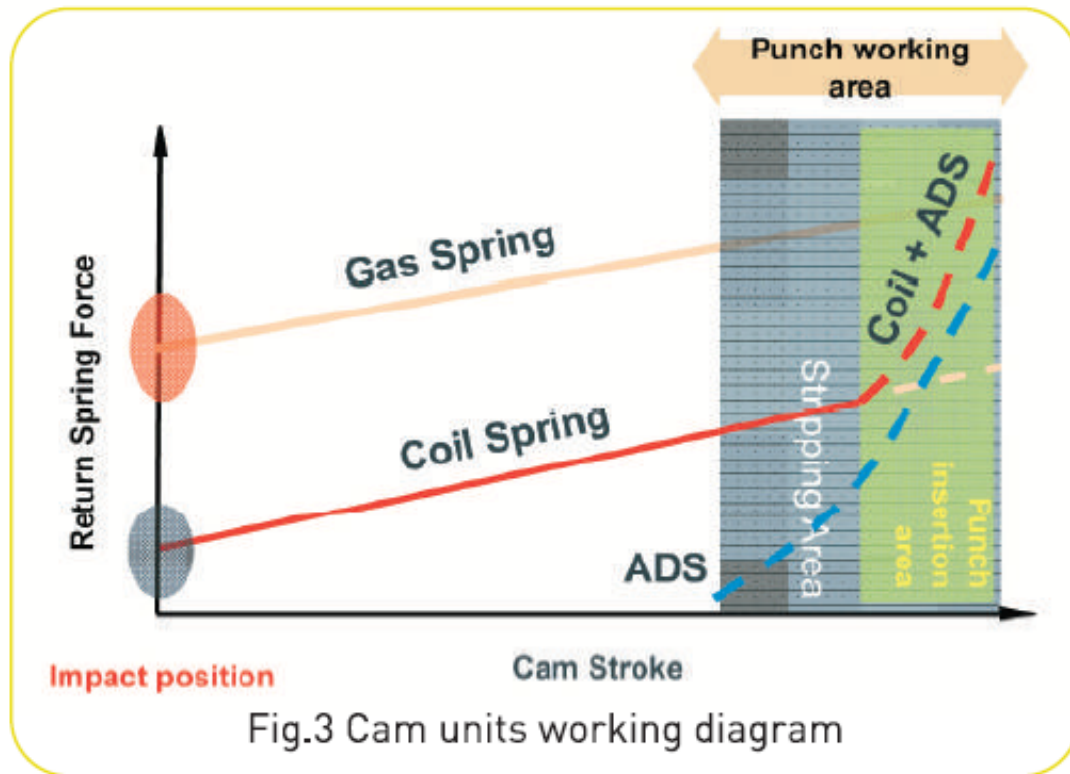 Punch working
area
Return Spring Force
Gas Spring
Coil Spring
Coil + ADS
ADS
Stripping Area
Punch
insertion
area
Impact position
Cam Stroke
Fig.3 Cam units working diagram